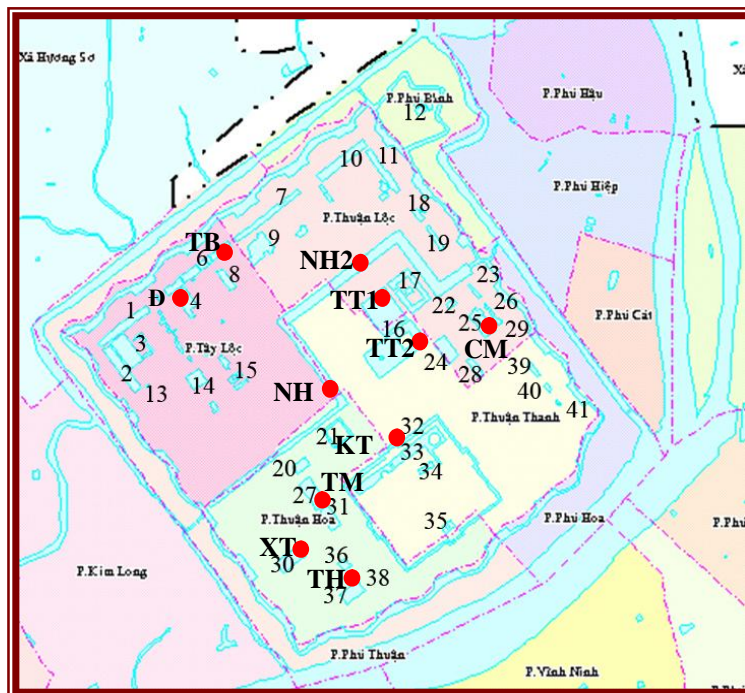 Xã Hương Sơ
P.Phú Bình
12
P.Phú Hậu
10
11
7
P.Thuận Lộc
18
P.Phú Hiệp
9
TB
6
8
NH2
19
Đ
4
TT1
17
23
1
22
26
3
16
25
29
P.Phú Cát
P.Tây Lộc
TT2
CM
2
15
24
13
14
28
39
NH
40
P.Thuận Thanh
41
21
KT
32
33
20
34
TM
27
31
P.Thuận Hòa
35
P.Phú Hòa
XT
36
P.Kim Long
30
TH
38
37
P.Phú Thuận
P.Vĩnh Ninh